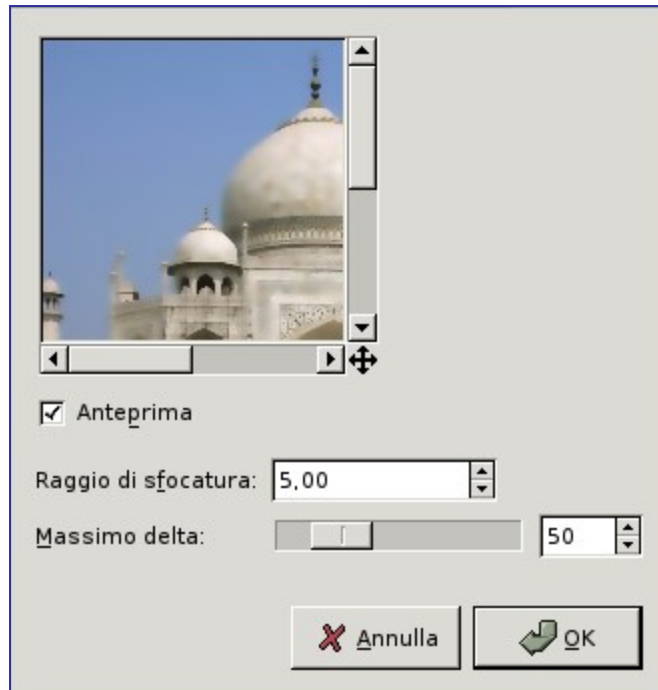 Anteprima
Raggio di sfocatura: 5,00
Massimo delta: 50
Annulla OK